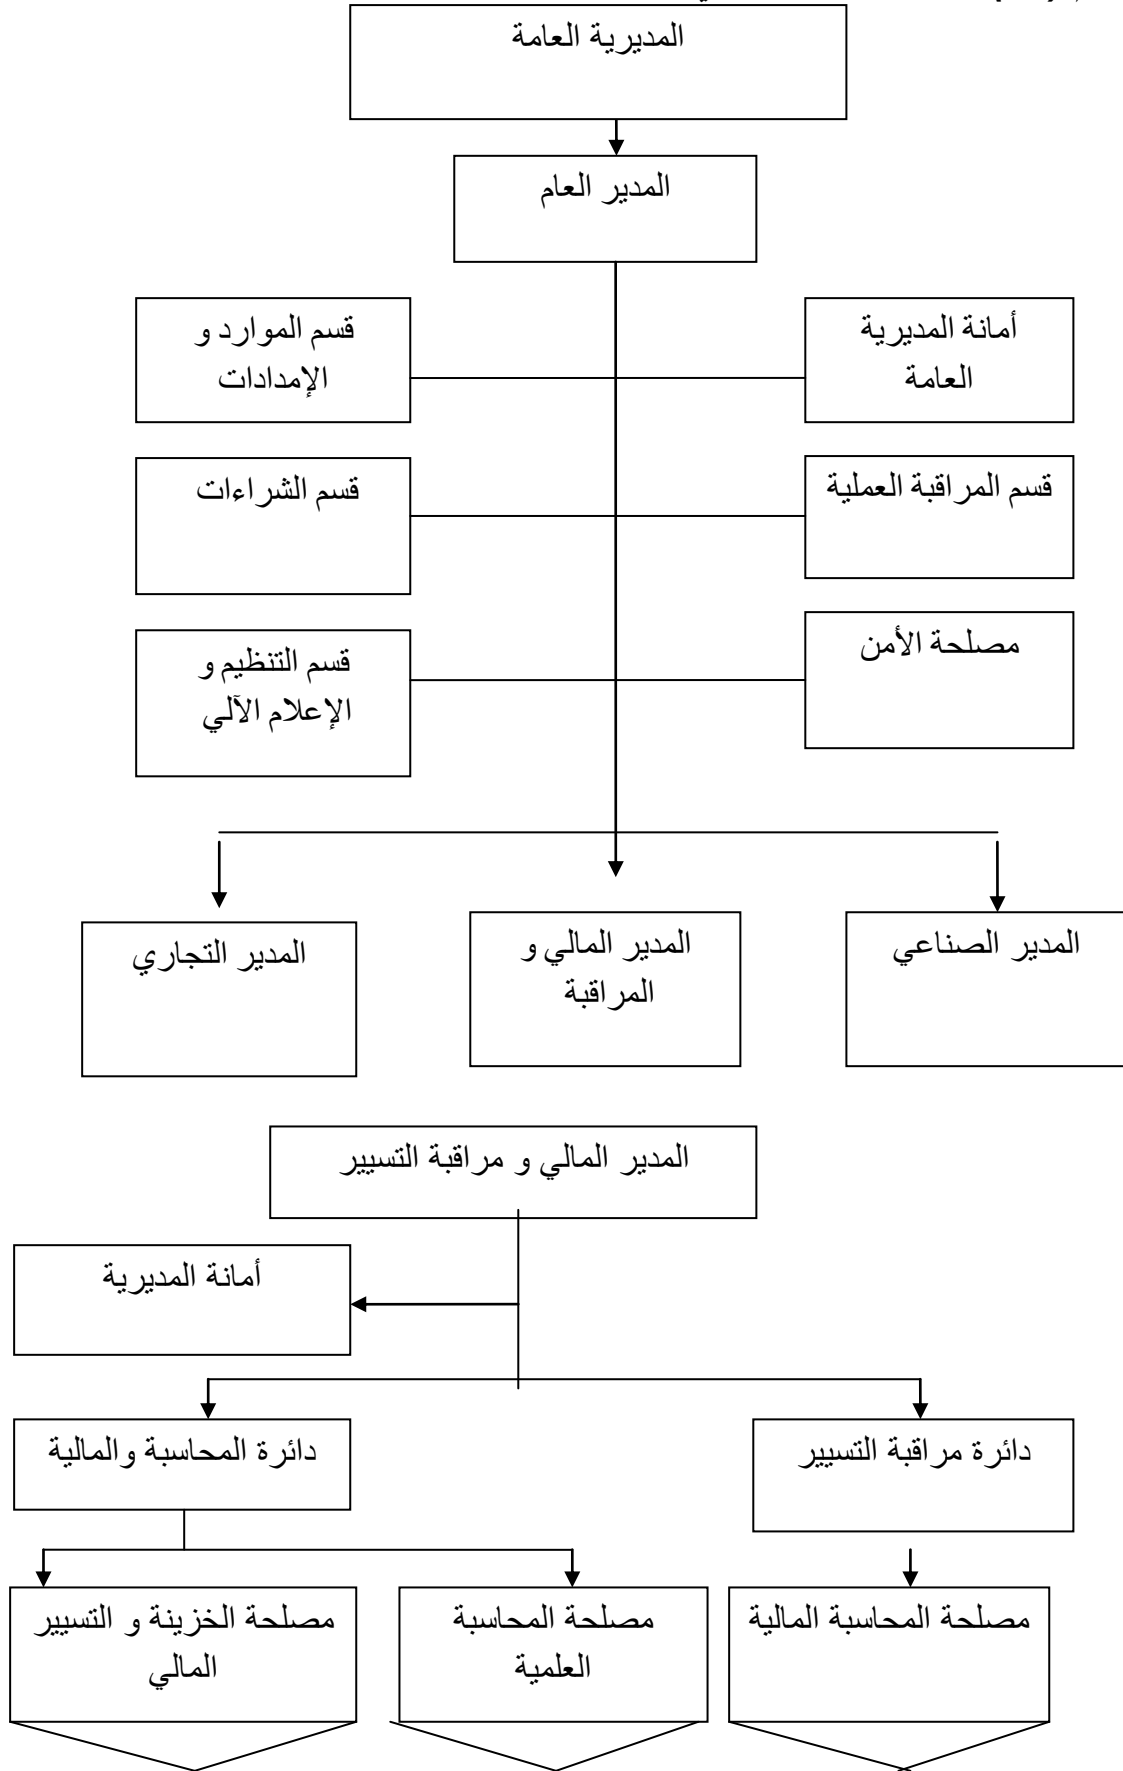 المديرية العامة
المدير العام
أمانة المديرية
العامة
قسم الموارد و
الإمدادات
قسم المراقبة العملية
قسم الشراءات
مصلحة الأمن
قسم التنظيم و
الإعلام الآلي
المدير الصناعي
المدير المالي و
المراقبة
المدير التجاري
المدير المالي و مراقبة التسيير
أمانة المديرية
دائرة مراقبة التسيير
دائرة المحاسبة والمالية
مصلحة المحاسبة المالية
مصلحة المحاسبة
العلمية
مصلحة الخزينة و التسيير
المالي